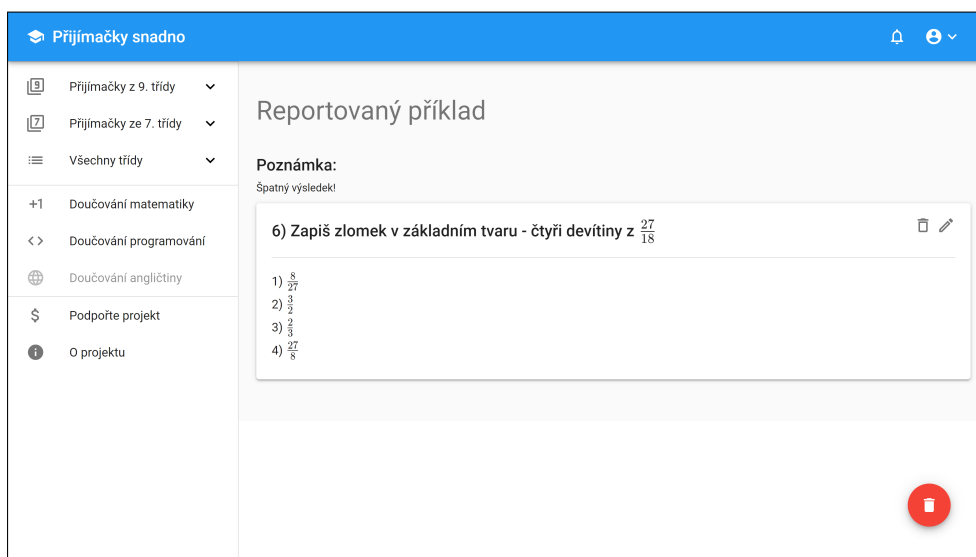 Přijímačky snadno
9 Přijímačky z 9. třídy
7 Přijímačky ze 7. třídy
Všechny třídy
+1 Doučování matematiky
<> Doučování programování
Doučování angličtiny
$ Podpořte projekt
i O projektu
Reportovaný příklad
Poznámka:
Špatný výsledek!
6) Zapiš zlomek v základním tvaru - čtyři devítiny z 27/18
1) 8/27
2) 3/2
3) 2/3
4) 27/8